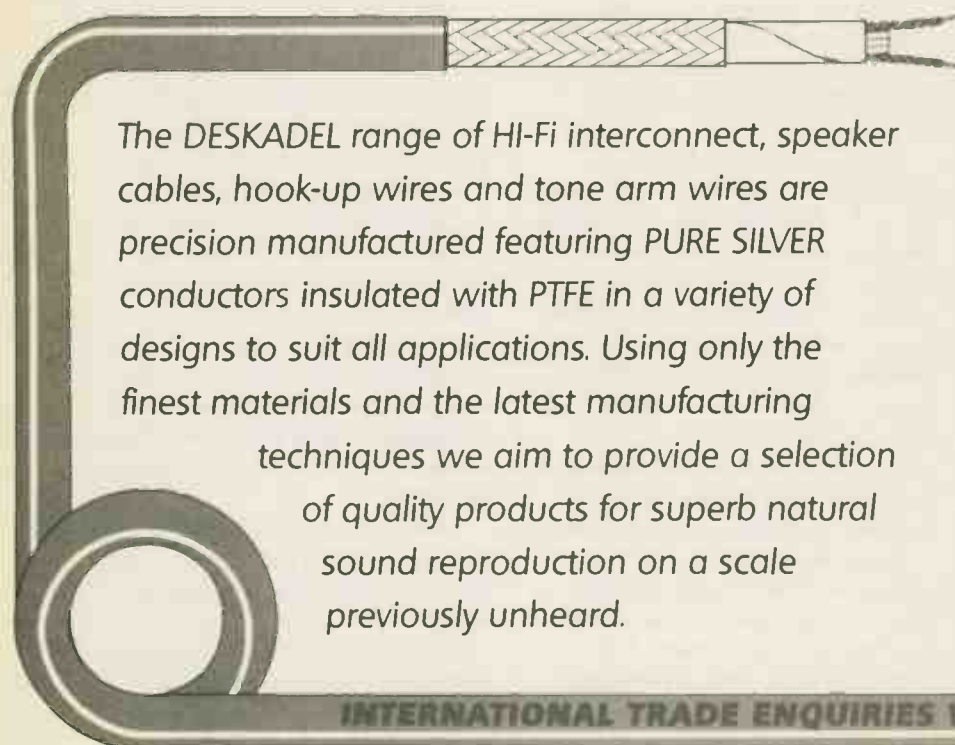 The DESKADEL range of HI-Fi interconnect, speaker
cables, hook-up wires and tone arm wires are
precision manufactured featuring PURE SILVER
conductors insulated with PTFE in a variety of
designs to suit all applications. Using only the
finest materials and the latest manufacturing
techniques we aim to provide a selection
of quality products for superb natural
sound reproduction on a scale
previously unheard.
INTERNATIONAL TRADE ENQUIRIES